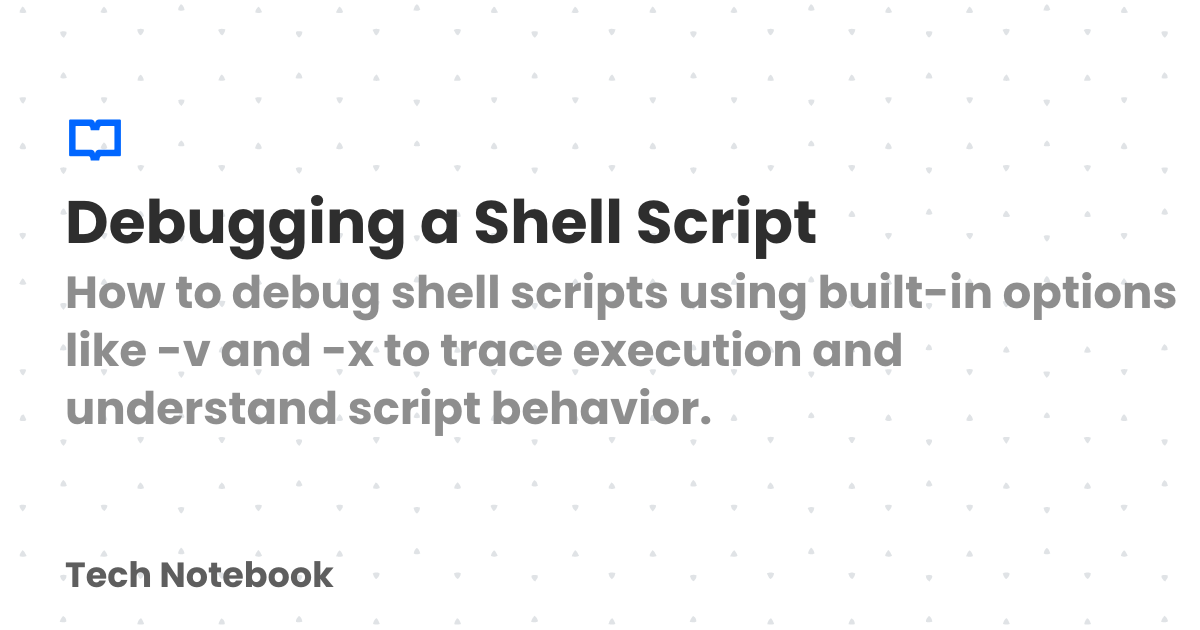 Debugging a Shell Script
How to debug shell scripts using built-in options
like -v and -x to trace execution and
understand script behavior.
Tech Notebook